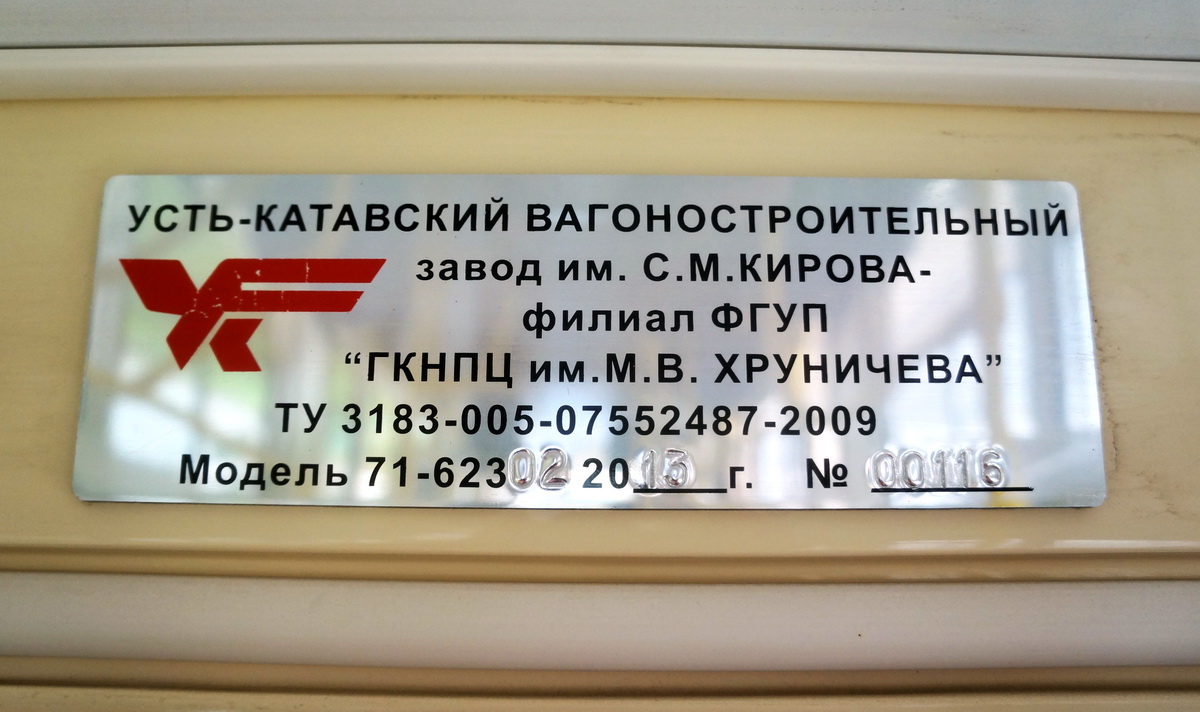 УСТЬ-КАТАВСКИЙ ВАГОНОСТРОИТЕЛЬНЫЙ
завод им. С.М.КИРОВА-
филиал ФГУП
“ГКНПЦ им.М.В. ХРУНИЧЕВА”
ТУ 3183-005-07552487-2009
Модель 71-62302 2013 г. № 00116